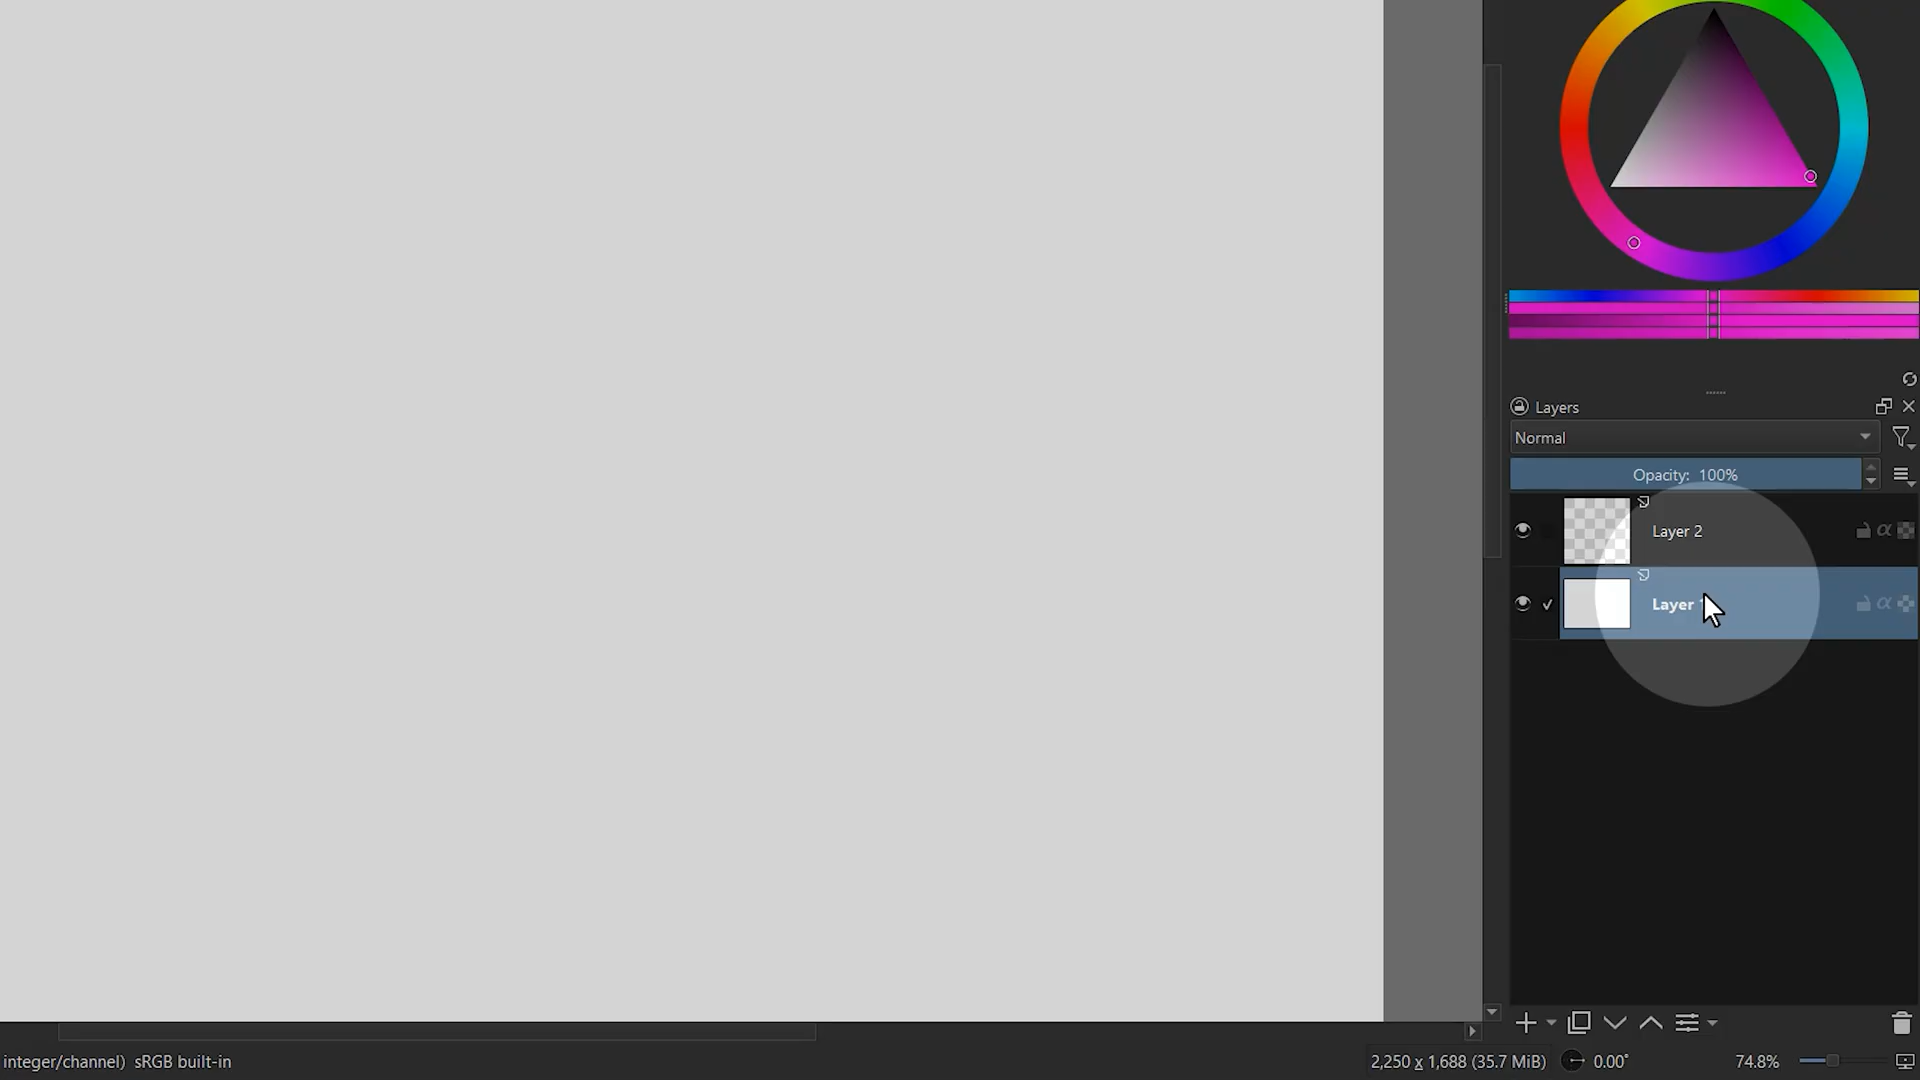 Layers
Normal
Opacity: 100%
Layer 2
Layer
integer/channel) sRGB built-in
2,250 x 1,688 (35.7 MiB)
0.00°
74.8%